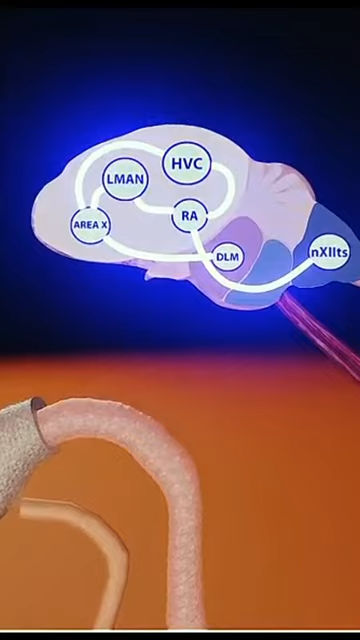 HVC
LMAN
RA
AREA X
DLM
nXIIts